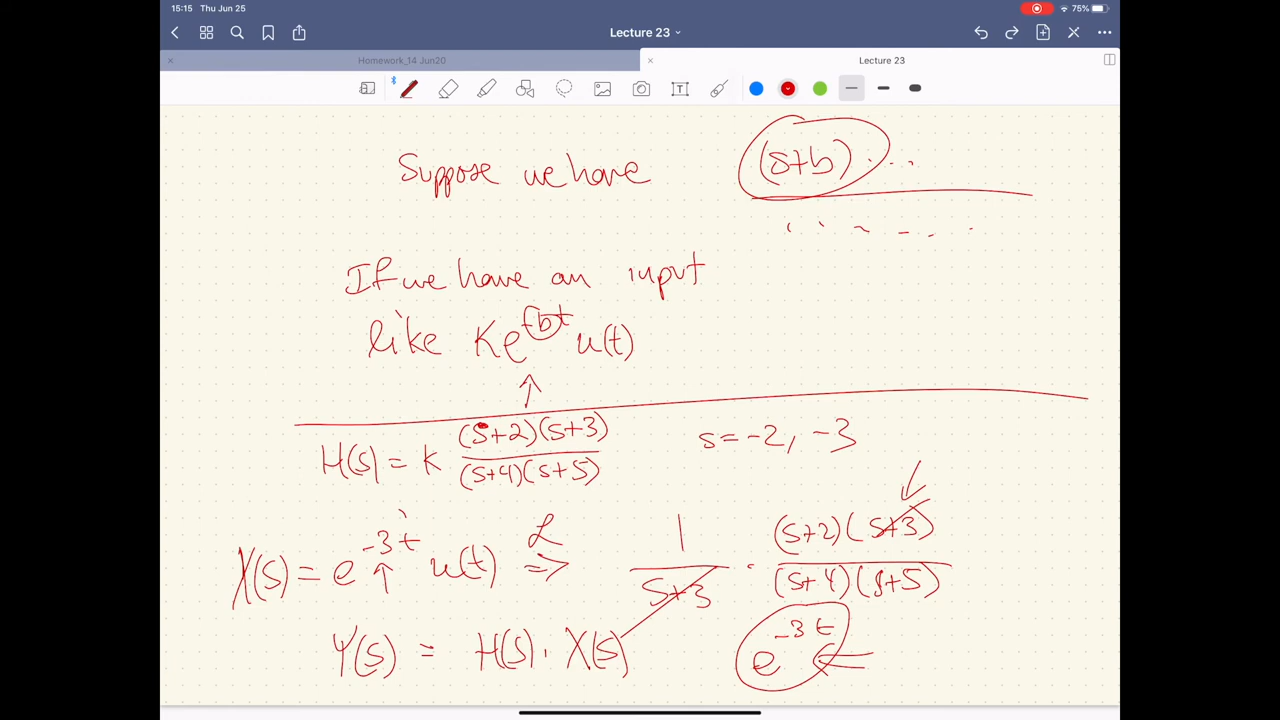 15:15 Thu Jun 25
75%
Lecture 23
Homework_14 Jun20
Lecture 23
Suppose we have
(s+b) ...
If we have an input
like Ke^(-b)t u(t)
H(s) = K (s+2)(s+3) / (s+4)(s+5)
s = -2, -3
X(s) = e^-3t u(t) ℒ ⇒ 1 / s+3 · (s+2)(s+3) / (s+4)(s+5)
Y(s) = H(s) · X(s)
e^-3t